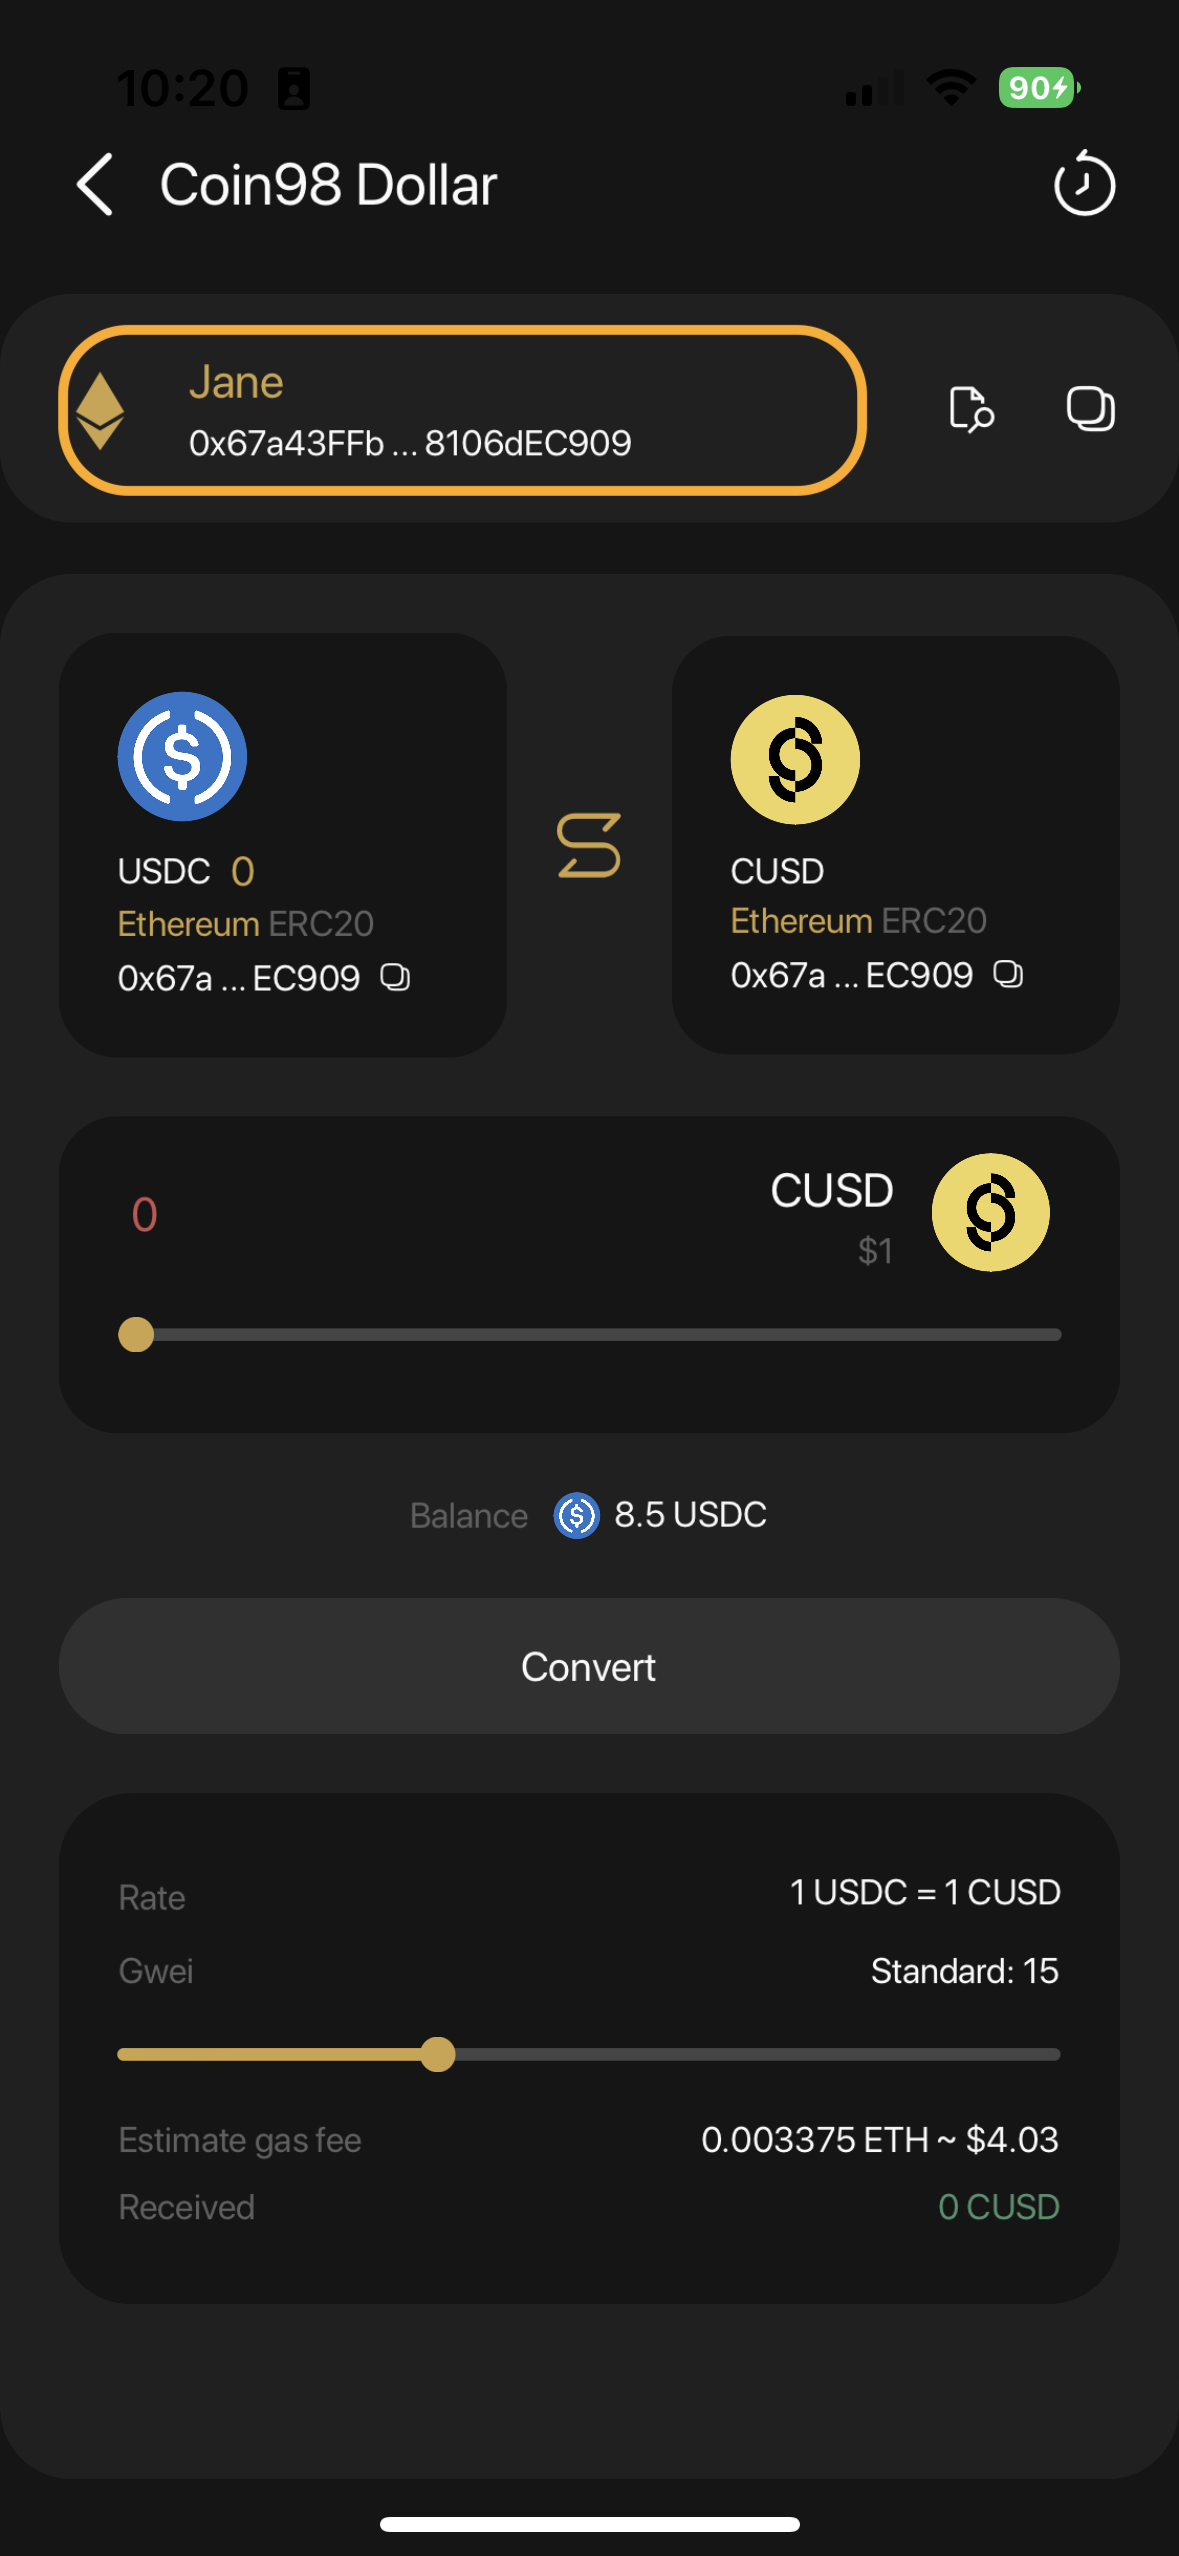 10:20
90
Coin98 Dollar
Jane
0x67a43FFb ... 8106dEC909
USDC 0
Ethereum ERC20
0x67a ... EC909
CUSD
Ethereum ERC20
0x67a ... EC909
0
CUSD
$1
Balance 8.5 USDC
Convert
Rate 1 USDC = 1 CUSD
Gwei Standard: 15
Estimate gas fee 0.003375 ETH ~ $4.03
Received 0 CUSD